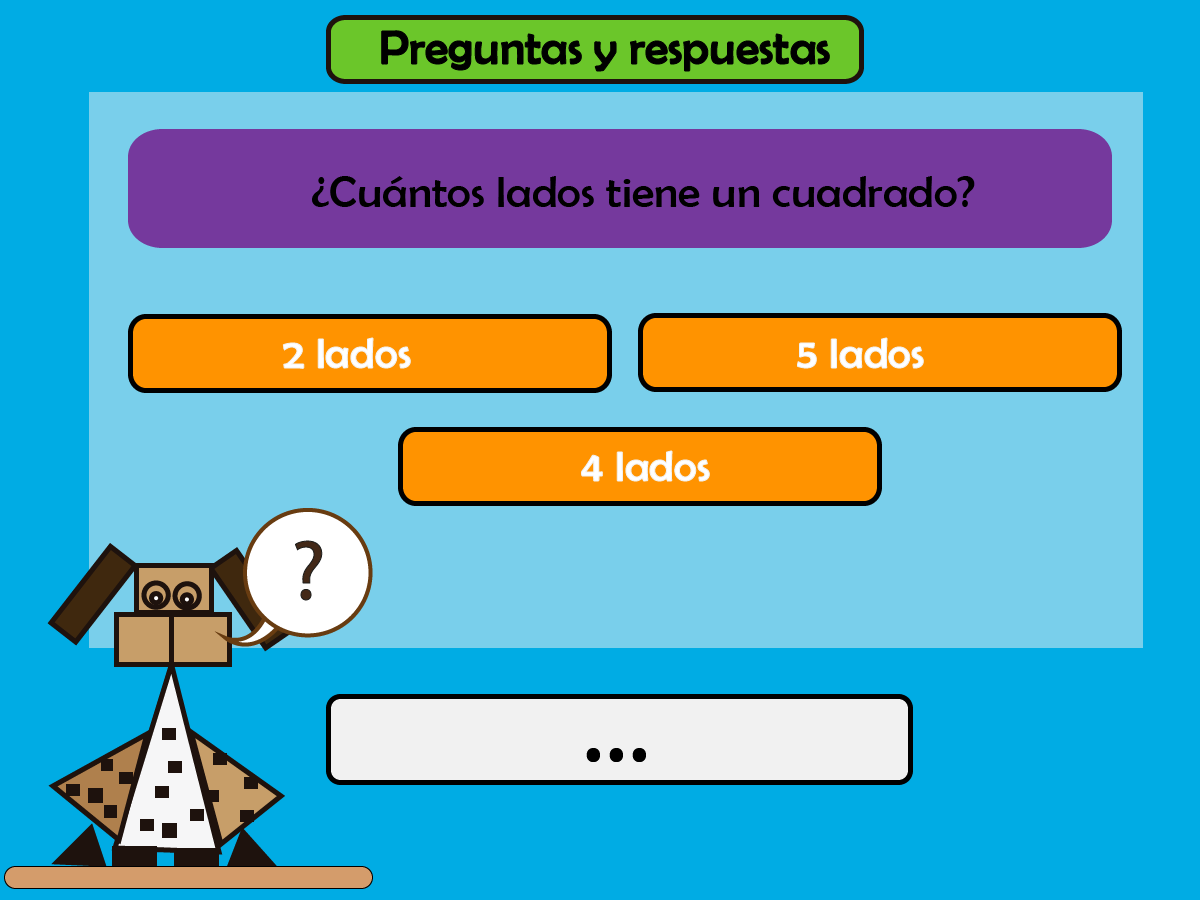 Preguntas y respuestas
¿Cuántos lados tiene un cuadrado?
2 lados
5 lados
4 lados
?
...